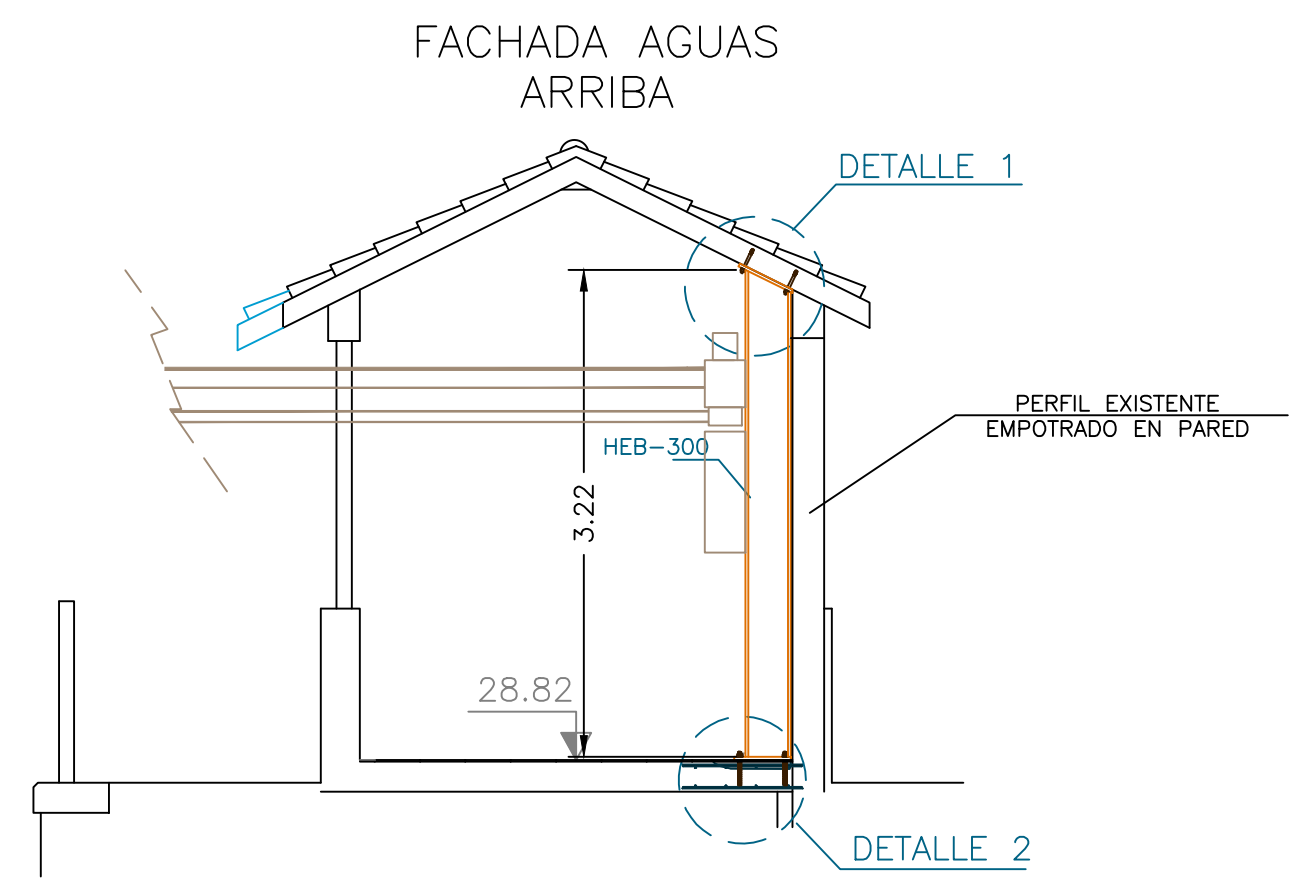 FACHADA AGUAS
ARRIBA
DETALLE 1
PERFIL EXISTENTE
EMPOTRADO EN PARED
HEB-300
3.22
28.82
DETALLE 2